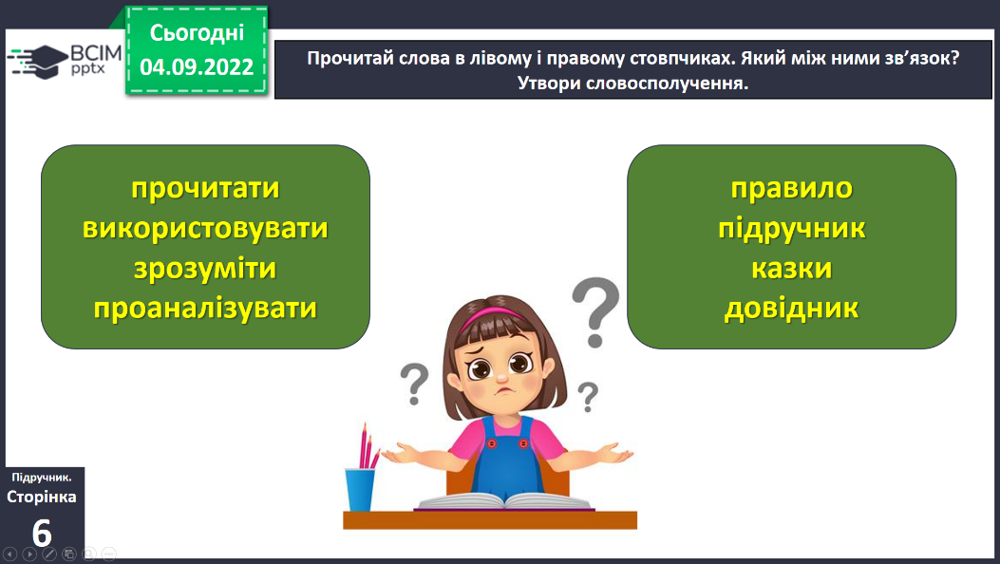 Сьогодні
04.09.2022
ВСІМ
pptx
Прочитай слова в лівому і правому стовпчиках. Який між ними зв’язок?
Утвори словосполучення.
прочитати
використовувати
зрозуміти
проаналізувати
правило
підручник
казки
довідник
?
?
?
Підручник.
Сторінка
6